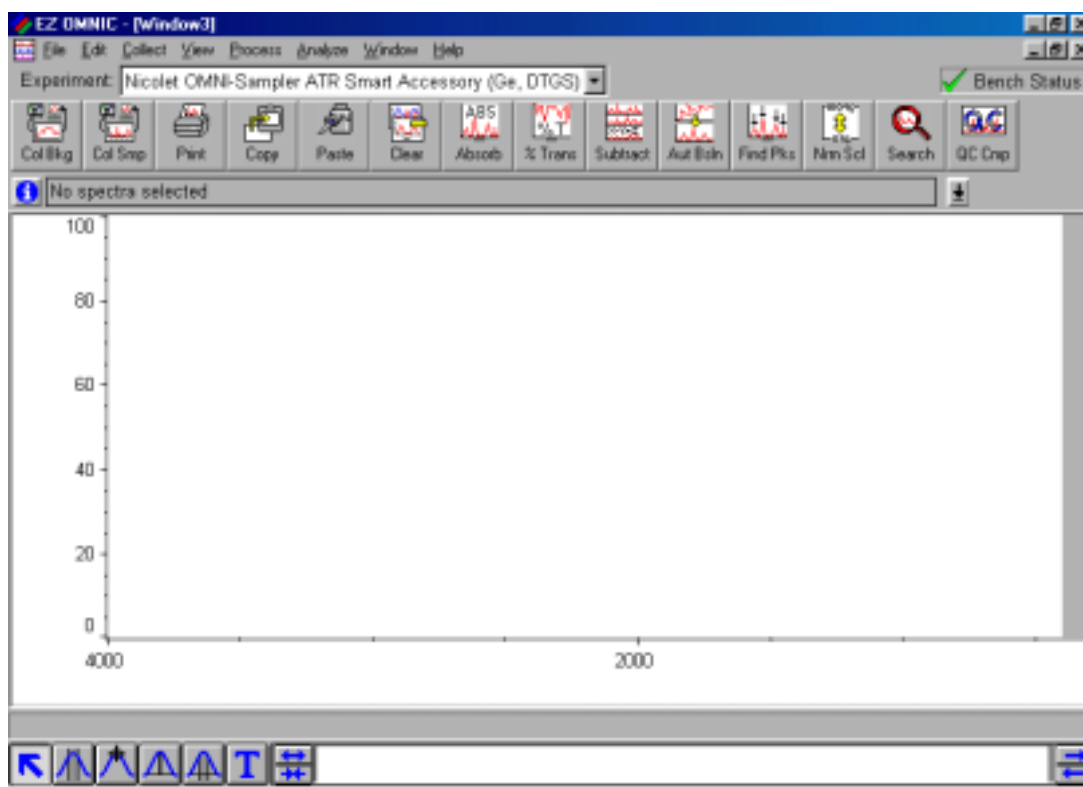 EZ OMNIC - [Window3]
File Edit Collect View Process Analyze Window Help
Experiment: Nicolet OMNI-Sampler ATR Smart Accessory (Ge, DTGS) Bench Status
ABS %T QC
Col Bkg Col Smp Print Copy Paste Clear Absorb % Trans Subtract Aut Bsln Find Pks Nrm Scl Search QC Cmp
No spectra selected
100
80
60
40
20
0
4000 2000
T